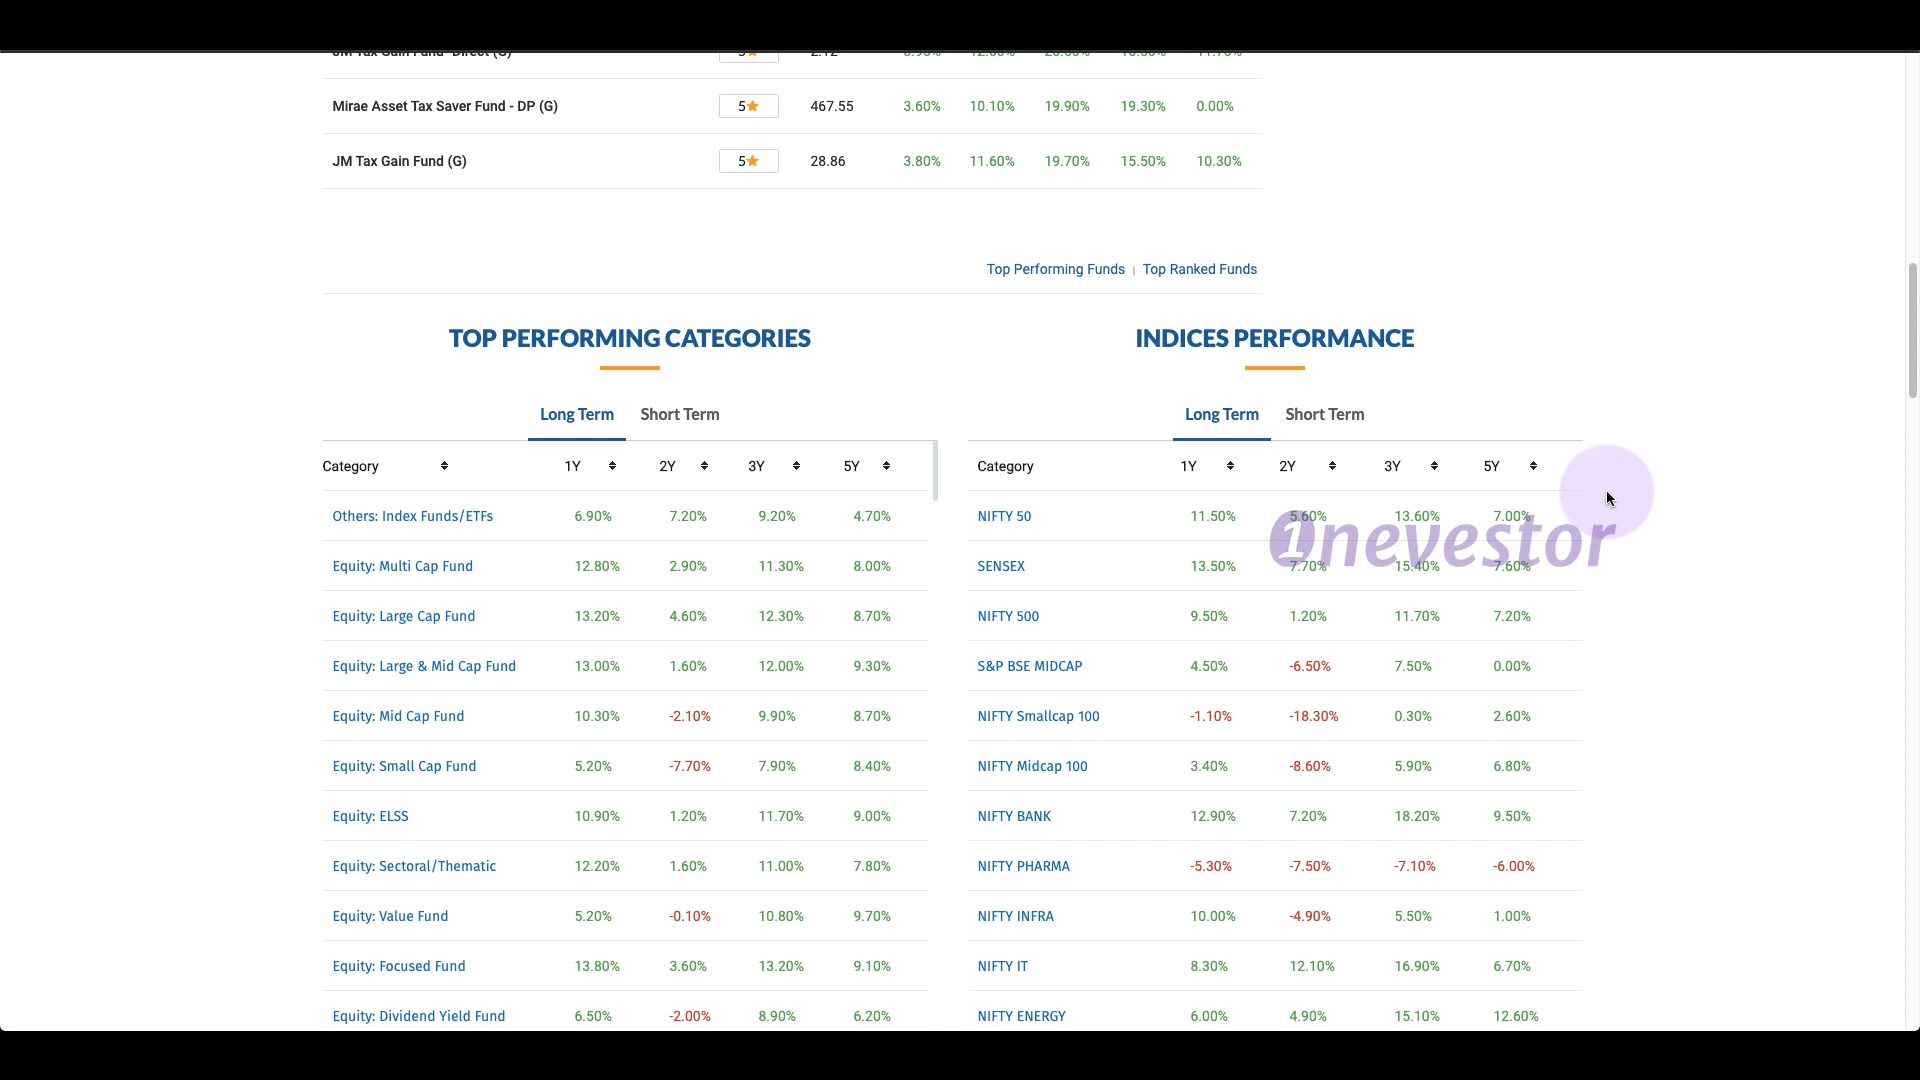 JM Tax Gain Fund -Direct (G) 5 2.12 12.00% 11.70%
Mirae Asset Tax Saver Fund - DP (G) 5 467.55 3.60% 10.10% 19.90% 19.30% 0.00%
JM Tax Gain Fund (G) 5 28.86 3.80% 11.60% 19.70% 15.50% 10.30%
Top Performing Funds | Top Ranked Funds
TOP PERFORMING CATEGORIES
Long Term Short Term
Category 1Y 2Y 3Y 5Y
Others: Index Funds/ETFs 6.90% 7.20% 9.20% 4.70%
Equity: Multi Cap Fund 12.80% 2.90% 11.30% 8.00%
Equity: Large Cap Fund 13.20% 4.60% 12.30% 8.70%
Equity: Large & Mid Cap Fund 13.00% 1.60% 12.00% 9.30%
Equity: Mid Cap Fund 10.30% -2.10% 9.90% 8.70%
Equity: Small Cap Fund 5.20% -7.70% 7.90% 8.40%
Equity: ELSS 10.90% 1.20% 11.70% 9.00%
Equity: Sectoral/Thematic 12.20% 1.60% 11.00% 7.80%
Equity: Value Fund 5.20% -0.10% 10.80% 9.70%
Equity: Focused Fund 13.80% 3.60% 13.20% 9.10%
Equity: Dividend Yield Fund 6.50% -2.00% 8.90% 6.20%
INDICES PERFORMANCE
Long Term Short Term
Category 1Y 2Y 3Y 5Y
NIFTY 50 11.50% 5.60% 13.60% 7.00%
1nevestor
SENSEX 13.50% 7.70% 15.40% 7.60%
NIFTY 500 9.50% 1.20% 11.70% 7.20%
S&P BSE MIDCAP 4.50% -6.50% 7.50% 0.00%
NIFTY Smallcap 100 -1.10% -18.30% 0.30% 2.60%
NIFTY Midcap 100 3.40% -8.60% 5.90% 6.80%
NIFTY BANK 12.90% 7.20% 18.20% 9.50%
NIFTY PHARMA -5.30% -7.50% -7.10% -6.00%
NIFTY INFRA 10.00% -4.90% 5.50% 1.00%
NIFTY IT 8.30% 12.10% 16.90% 6.70%
NIFTY ENERGY 6.00% 4.90% 15.10% 12.60%